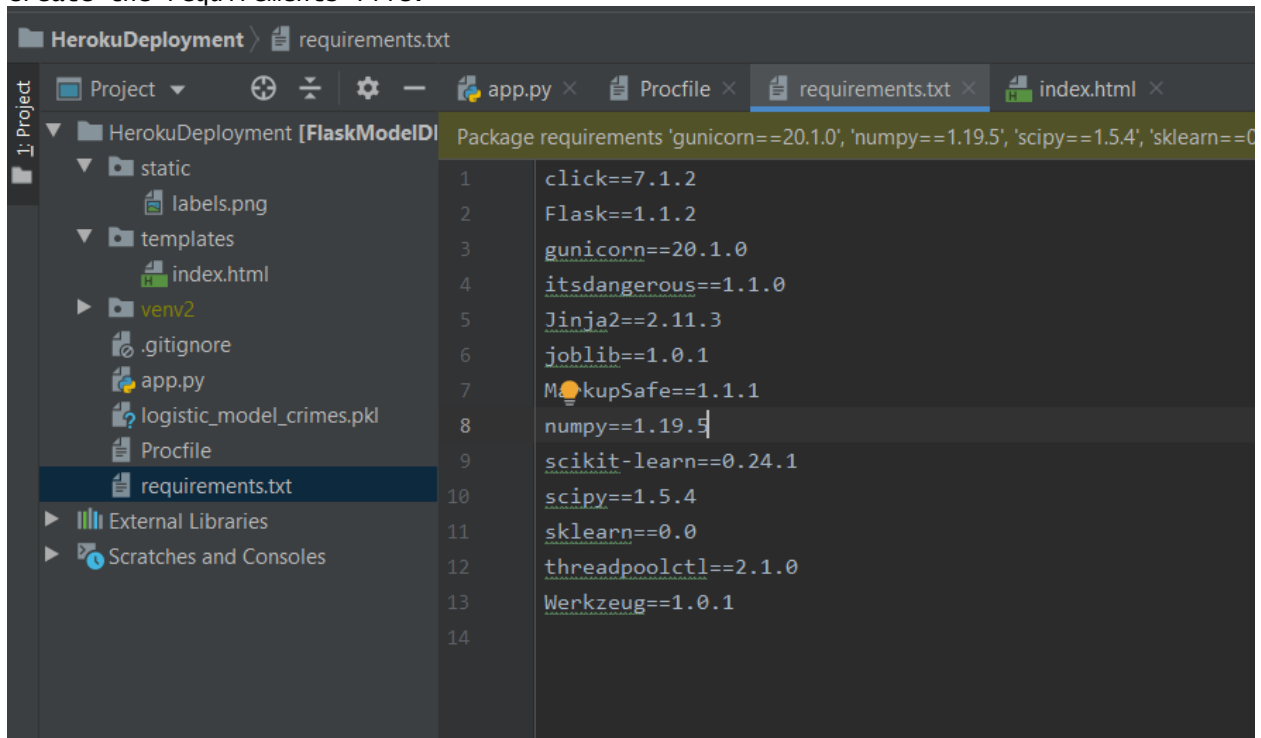 HerokuDeployment requirements.txt
1: Project
Project
app.py
Procfile
requirements.txt
index.html
HerokuDeployment [FlaskModelDI
Package requirements 'gunicorn==20.1.0', 'numpy==1.19.5', 'scipy==1.5.4', 'sklearn==0
static
labels.png
templates
index.html
venv2
.gitignore
app.py
logistic_model_crimes.pkl
Procfile
requirements.txt
External Libraries
Scratches and Consoles
1 click==7.1.2
2 Flask==1.1.2
3 gunicorn==20.1.0
4 itsdangerous==1.1.0
5 Jinja2==2.11.3
6 joblib==1.0.1
7 MarkupSafe==1.1.1
8 numpy==1.19.5
9 scikit-learn==0.24.1
10 scipy==1.5.4
11 sklearn==0.0
12 threadpoolctl==2.1.0
13 Werkzeug==1.0.1
14